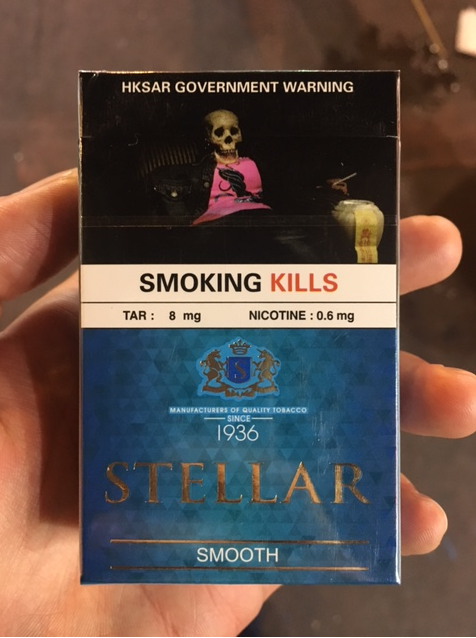 HKSAR GOVERNMENT WARNING
SMOKING KILLS
TAR : 8 mg NICOTINE : 0.6 mg
S
MANUFACTURERS OF QUALITY TOBACCO
SINCE
1936
STELLAR
SMOOTH